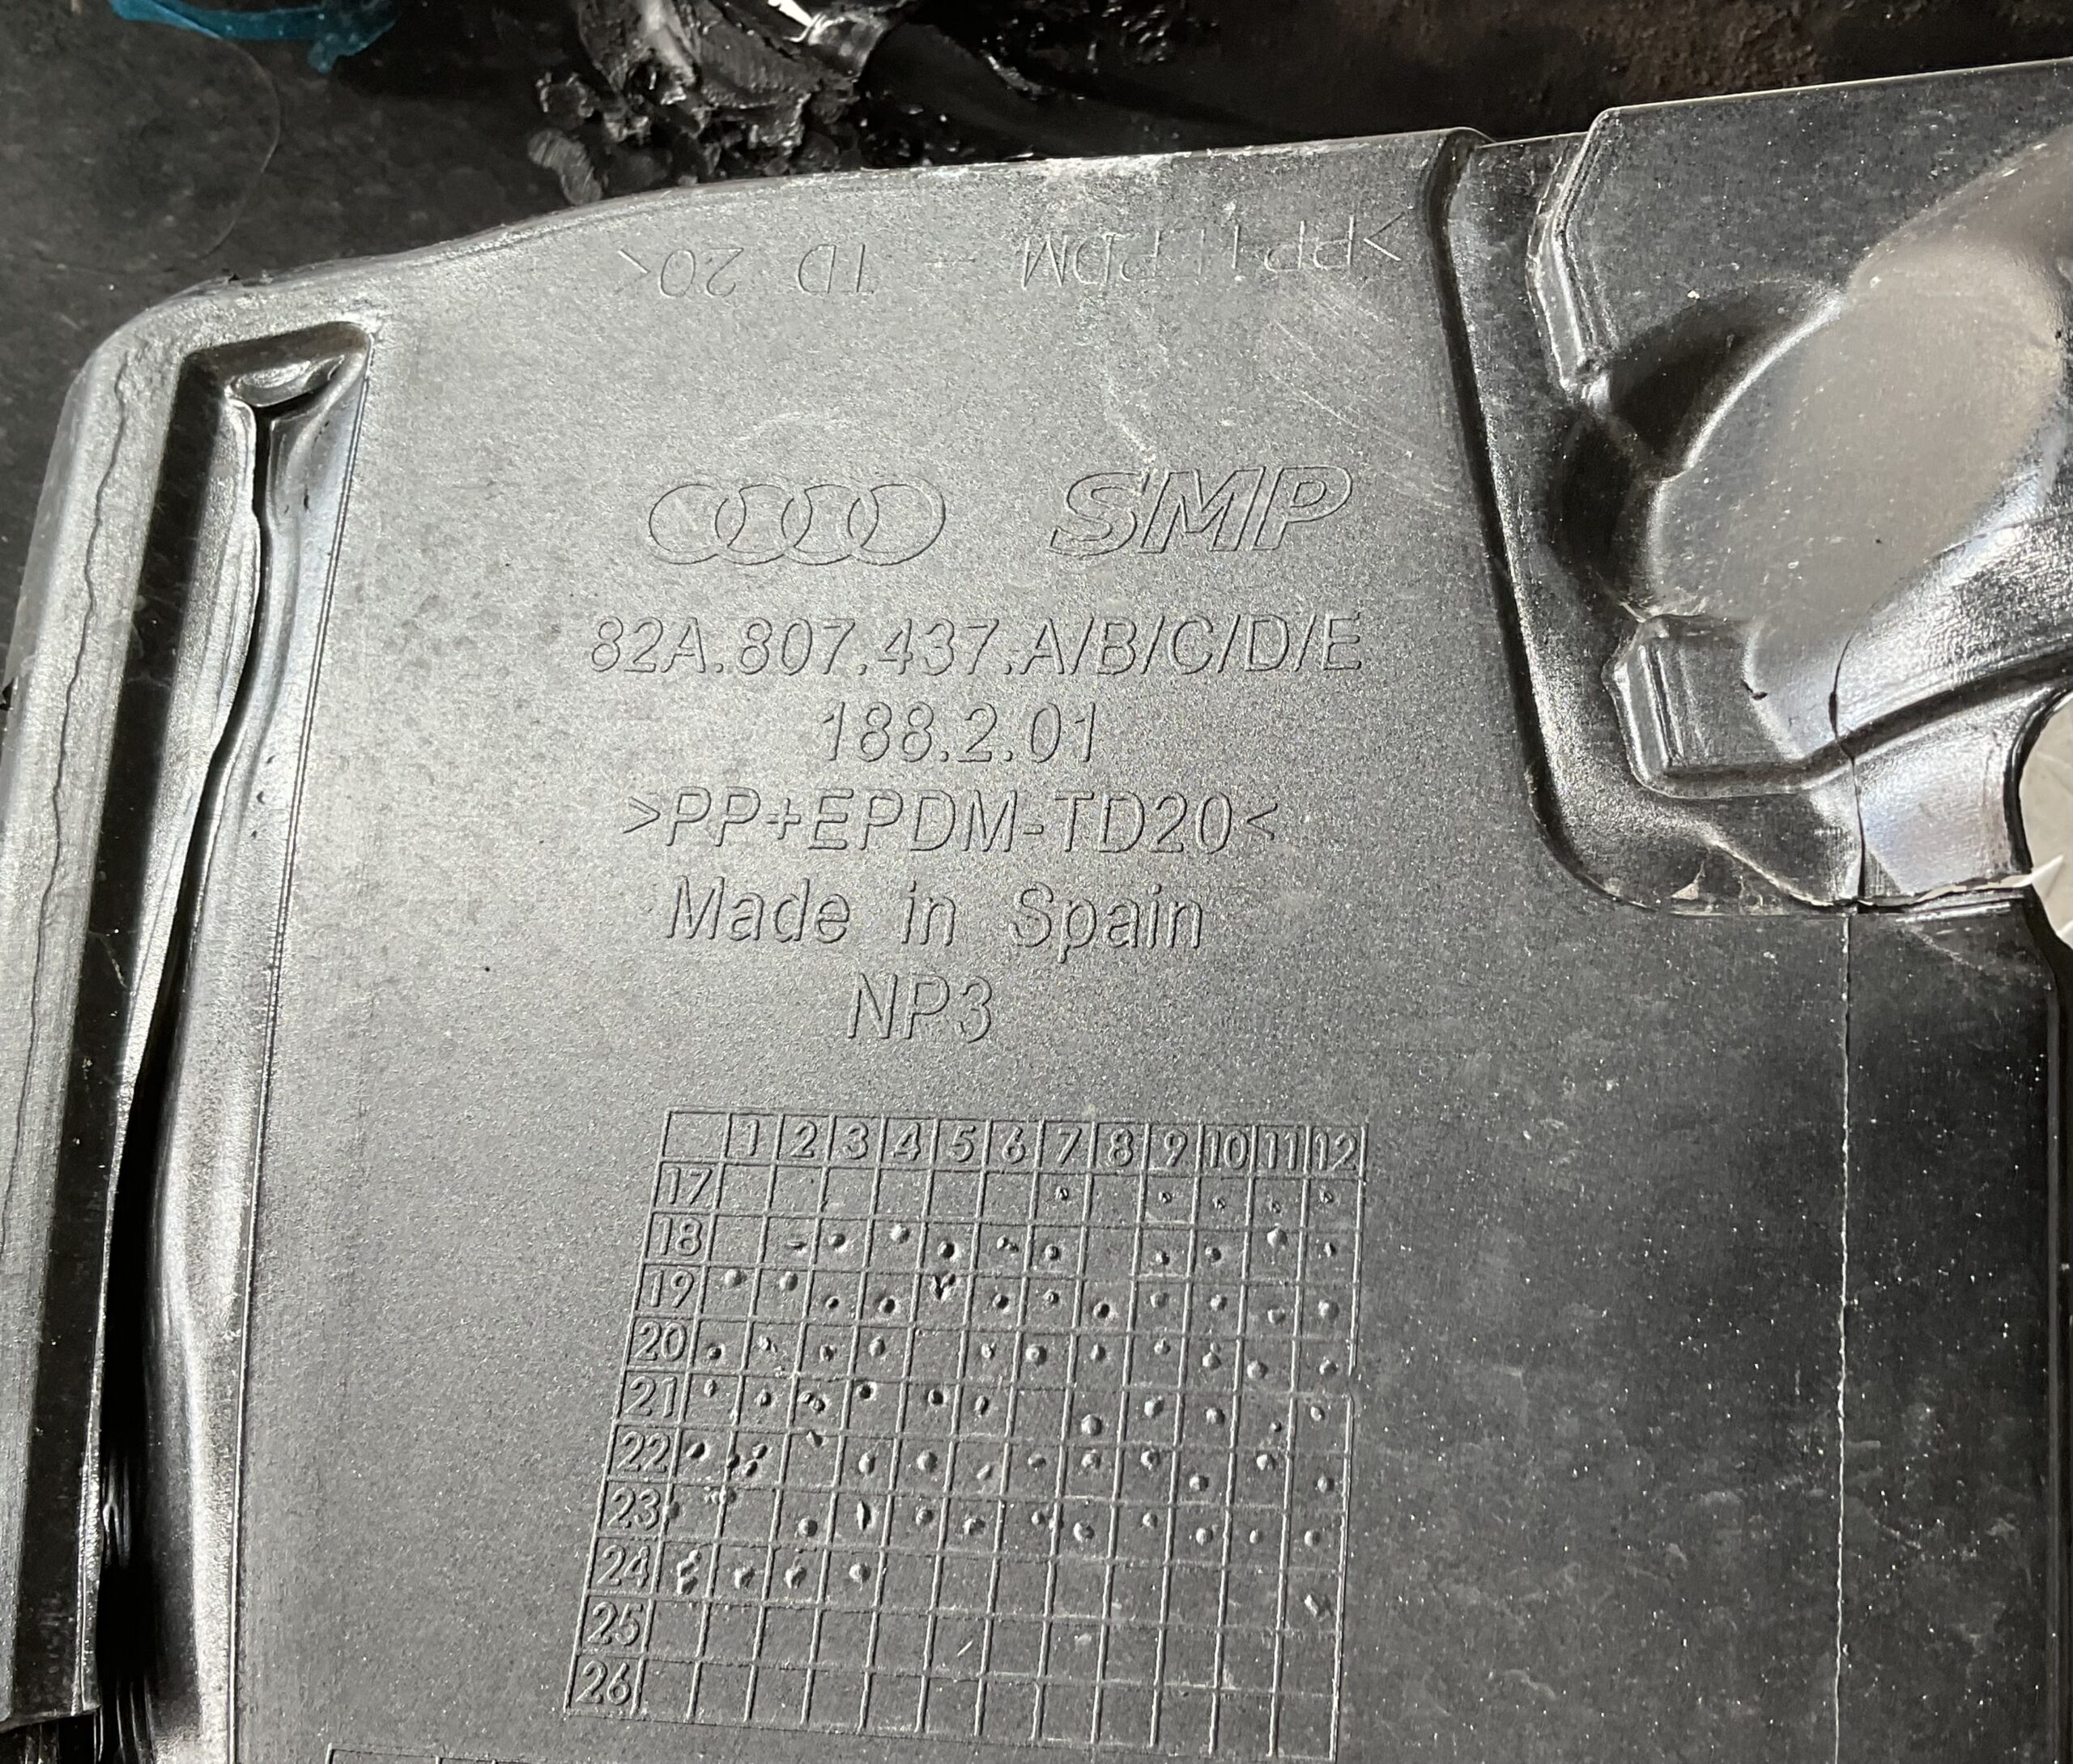 >PP+EPDM - TD 20<
SMP
82A.807.437.A/B/C/D/E
188.2.01
>PP+EPDM-TD20<
Made in Spain
NP3
1 2 3 4 5 6 7 8 9 10 11 12
17
18
19
20
21
22
23
24
25
26